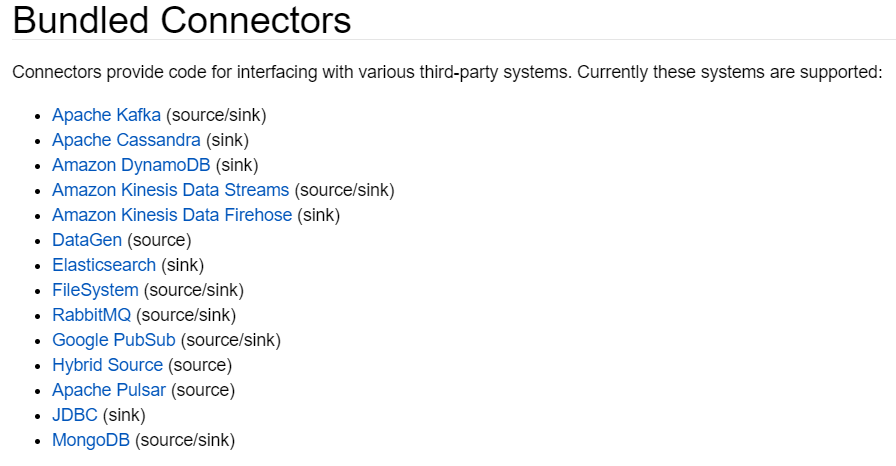 Bundled Connectors
Connectors provide code for interfacing with various third-party systems. Currently these systems are supported:
• Apache Kafka (source/sink)
• Apache Cassandra (sink)
• Amazon DynamoDB (sink)
• Amazon Kinesis Data Streams (source/sink)
• Amazon Kinesis Data Firehose (sink)
• DataGen (source)
• Elasticsearch (sink)
• FileSystem (source/sink)
• RabbitMQ (source/sink)
• Google PubSub (source/sink)
• Hybrid Source (source)
• Apache Pulsar (source)
• JDBC (sink)
• MongoDB (source/sink)